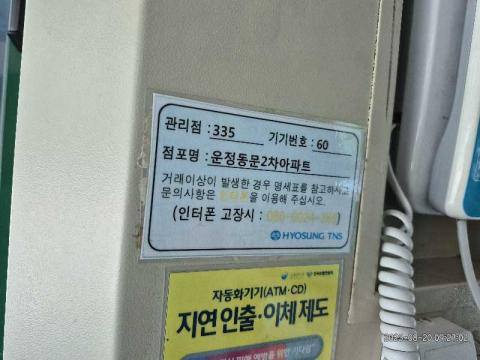 관리점 : 335 기기번호 : 60
점포명 : 운정동문2차아파트
거래이상이 발생한 경우 명세표를 참고하시고
문의사항은 인터폰을 이용해 주십시오.
(인터폰 고장시 :
HYOSUNG TNS
자동화기기(ATM·CD)
지연인출·이체 제도